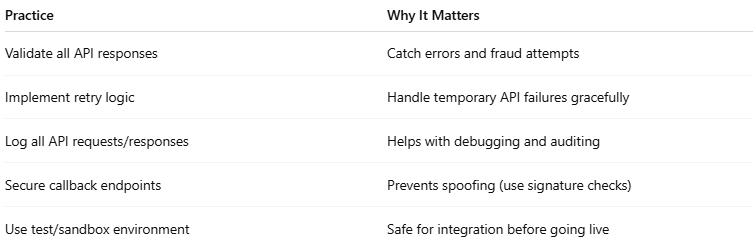 Practice Why It Matters
Validate all API responses Catch errors and fraud attempts
Implement retry logic Handle temporary API failures gracefully
Log all API requests/responses Helps with debugging and auditing
Secure callback endpoints Prevents spoofing (use signature checks)
Use test/sandbox environment Safe for integration before going live